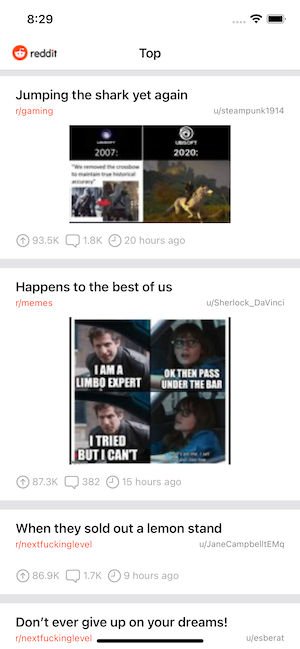 8:29
reddit
Top
Jumping the shark yet again
r/gaming
u/steampunk1914
UBISOFT
UBISOFT
2007:
2020:
"We removed the crossbow
to maintain true historical
accuracy"
93.5K
1.8K
20 hours ago
Happens to the best of us
r/memes
u/Sherlock_DaVinci
I AM A
LIMBO EXPERT
OK THEN PASS
UNDER THE BAR
I TRIED
BUT I CAN'T
87.3K
382
15 hours ago
When they sold out a lemon stand
r/nextfuckinglevel
u/JaneCampbelltEMq
86.9K
1.7K
9 hours ago
Don't ever give up on your dreams!
r/nextfuckinglevel
u/esberat